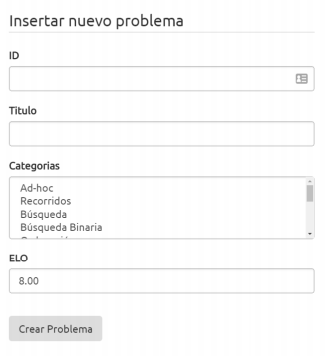 Insertar nuevo problema
ID
Titulo
Categorias
Ad-hoc
Recorridos
Búsqueda
Búsqueda Binaria
ELO
8.00
Crear Problema